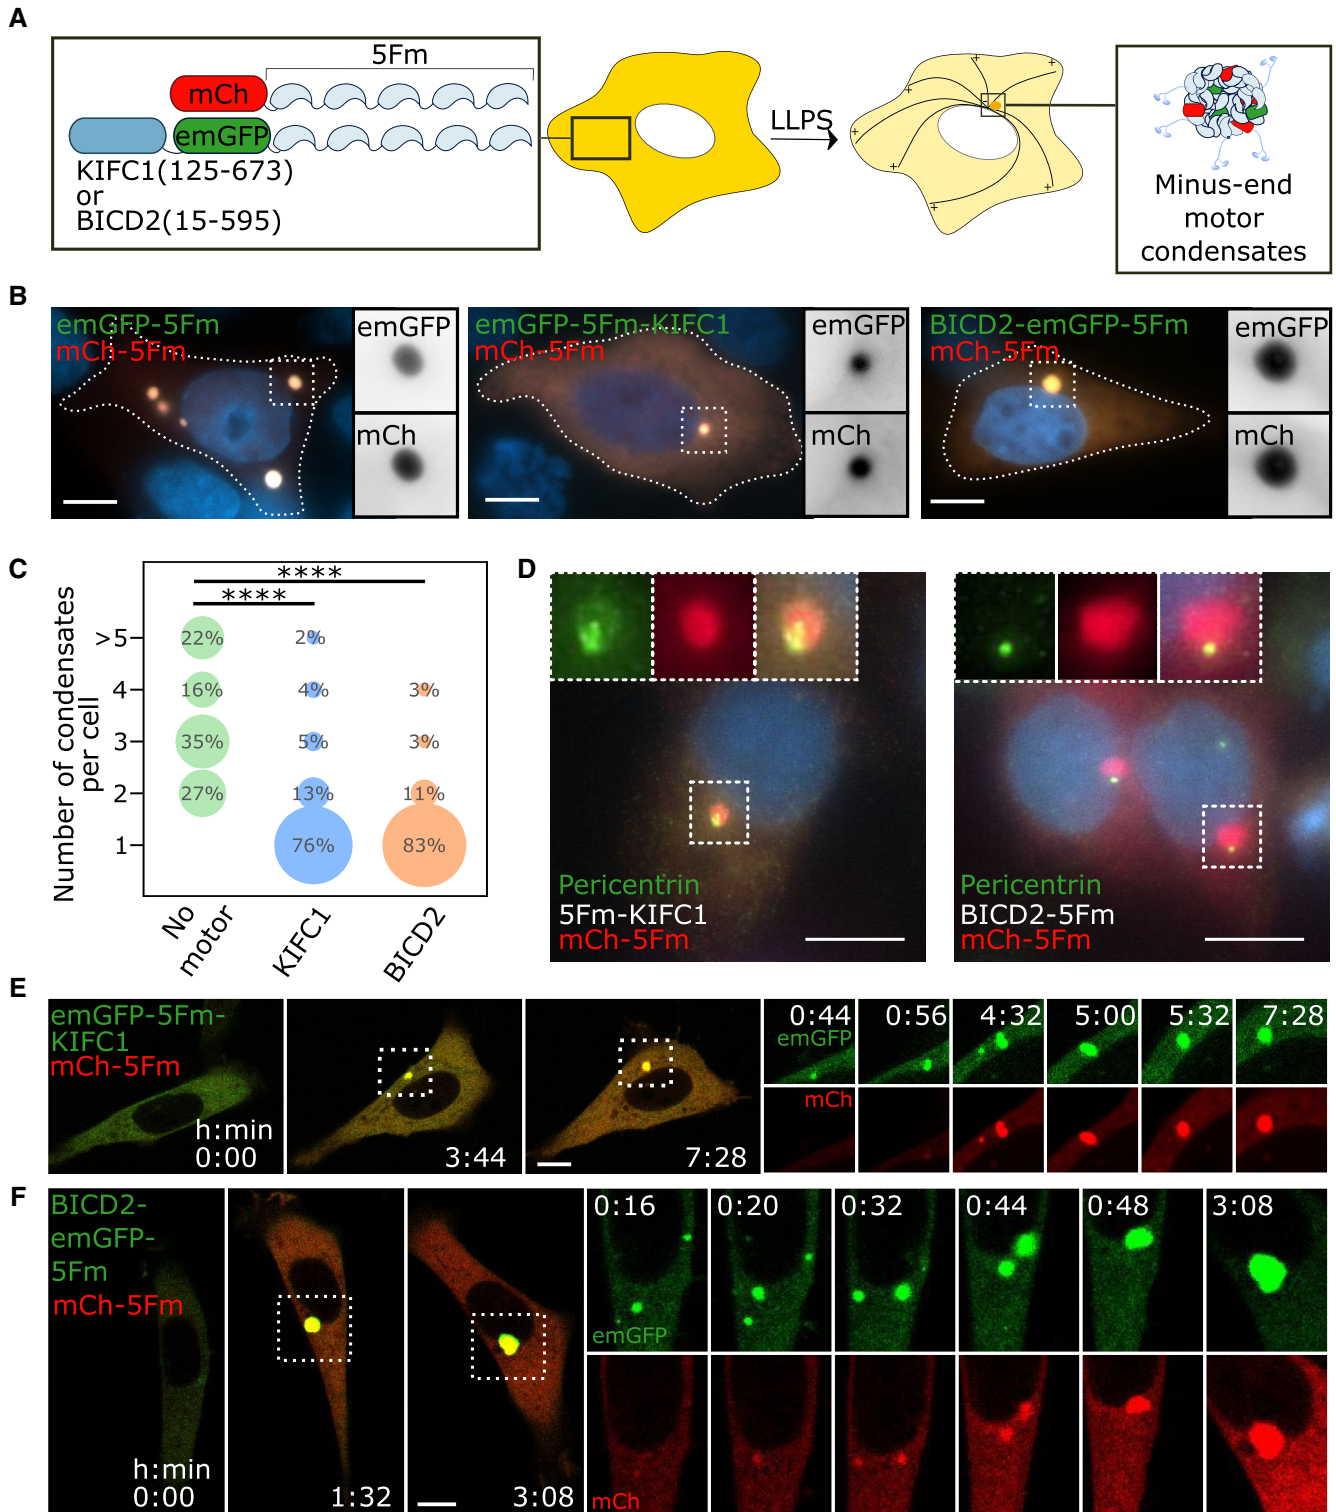 A
5Fm
mCh
emGFP
KIFC1(125-673)
or
BICD2(15-595)
LLPS
+
+
+
+
+
+
+
Minus-end
motor
condensates
B
emGFP-5Fm
mCh-5Fm
emGFP
mCh
emGFP-5Fm-KIFC1
mCh-5Fm
emGFP
mCh
BICD2-emGFP-5Fm
mCh-5Fm
emGFP
mCh
C
Number of condensates
per cell
****
****
>5
22%
2%
4
16%
4%
3%
3
35%
5%
3%
2
27%
13%
11%
1
76%
83%
No
motor
KIFC1
BICD2
D
Pericentrin
5Fm-KIFC1
mCh-5Fm
Pericentrin
BICD2-5Fm
mCh-5Fm
E
emGFP-5Fm-
KIFC1
mCh-5Fm
h:min
0:00
3:44
7:28
0:44
emGFP
0:56
4:32
5:00
5:32
7:28
mCh
F
BICD2-
emGFP-
5Fm
mCh-5Fm
h:min
0:00
1:32
3:08
0:16
0:20
0:32
0:44
0:48
3:08
emGFP
mCh